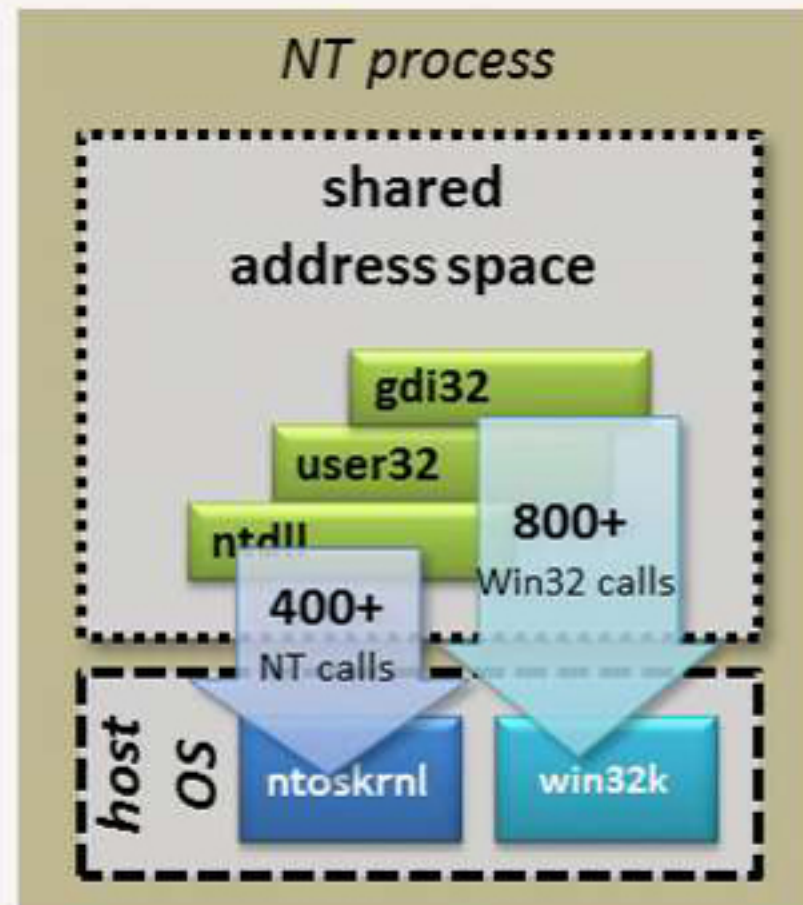 NT process
shared
address space
gdi32
user32
ntdll
800+
Win32 calls
400+
NT calls
host
OS
ntoskrnl
win32k